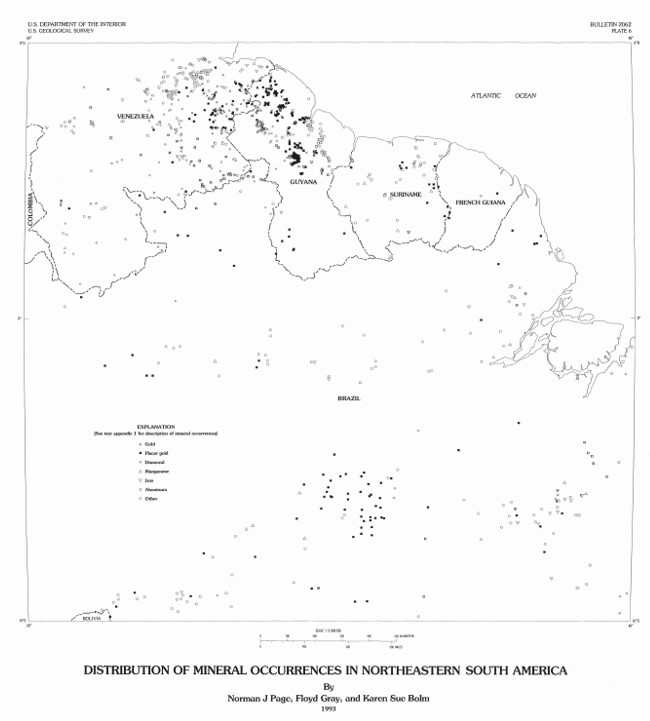 U.S. DEPARTMENT OF THE INTERIOR
U.S. GEOLOGICAL SURVEY
BULLETIN 2062
PLATE 6
ATLANTIC OCEAN
VENEZUELA
COLOMBIA
GUYANA
SURINAME
FRENCH GUIANA
BRAZIL
EXPLANATION
(See text appendix 1 for description of mineral occurrences)
Gold
Placer gold
Diamond
Manganese
Iron
Aluminum
Other
BOLIVIA
DISTRIBUTION OF MINERAL OCCURRENCES IN NORTHEASTERN SOUTH AMERICA
By
Norman J Page, Floyd Gray, and Karen Sue Bolm
1993